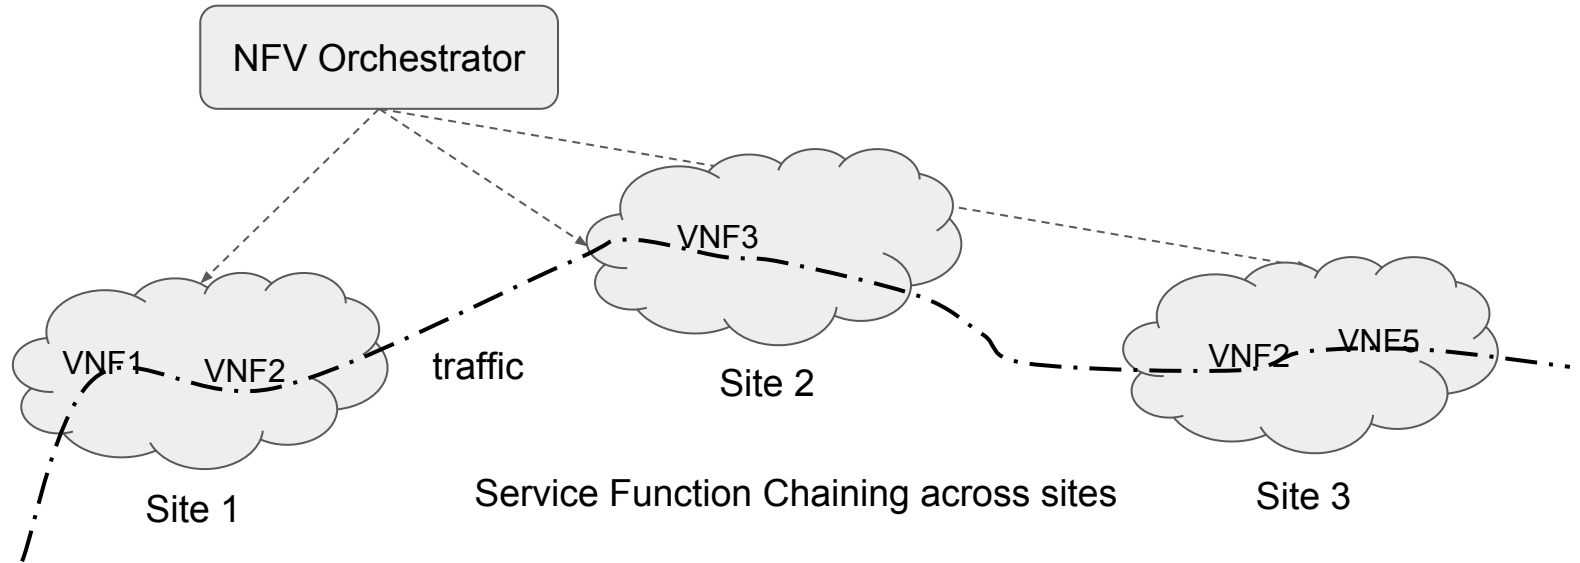 NFV Orchestrator
VNF3
VNF1
VNF2
traffic
Site 2
VNF2
VNF5
Site 1
Service Function Chaining across sites
Site 3